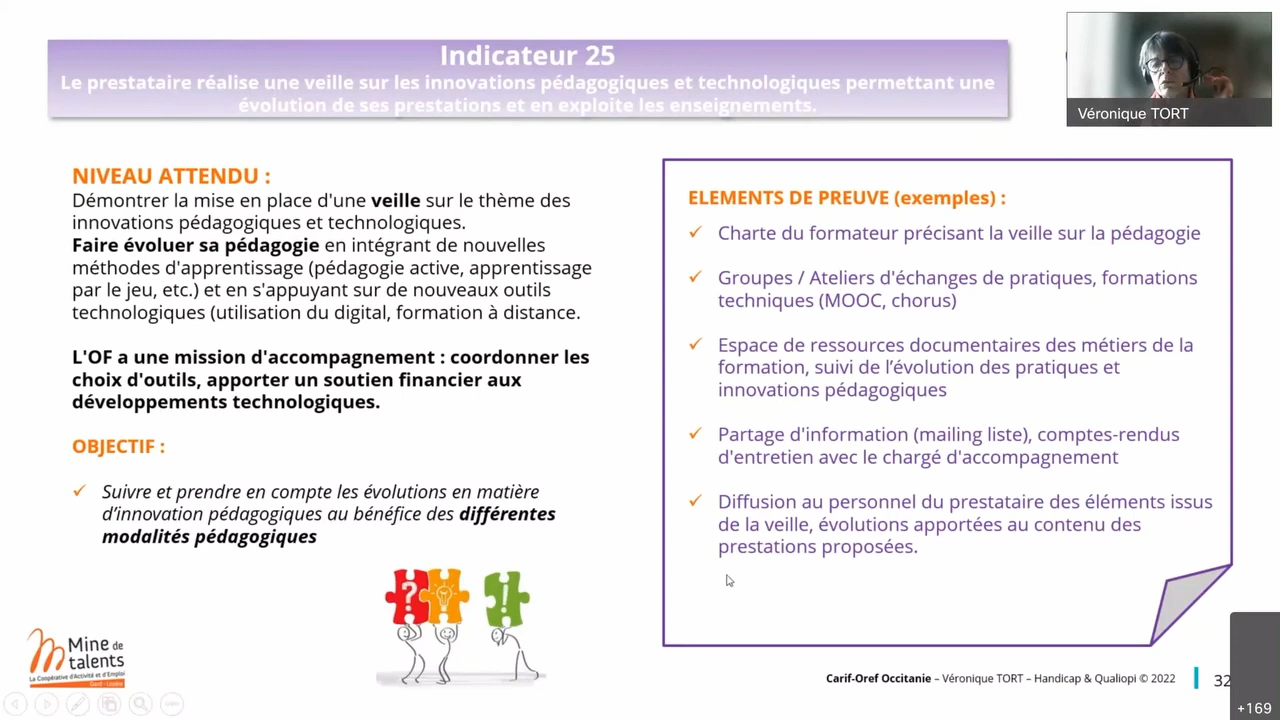 Indicateur 25
Le prestataire réalise une veille sur les innovations pédagogiques et technologiques permettant une
évolution de ses prestations et en exploite les enseignements.
Véronique TORT
NIVEAU ATTENDU :
Démontrer la mise en place d'une veille sur le thème des
innovations pédagogiques et technologiques.
Faire évoluer sa pédagogie en intégrant de nouvelles
méthodes d'apprentissage (pédagogie active, apprentissage
par le jeu, etc.) et en s'appuyant sur de nouveaux outils
technologiques (utilisation du digital, formation à distance.
L'OF a une mission d'accompagnement : coordonner les
choix d'outils, apporter un soutien financier aux
développements technologiques.
OBJECTIF :
Suivre et prendre en compte les évolutions en matière
d’innovation pédagogiques au bénéfice des différentes
modalités pédagogiques
ELEMENTS DE PREUVE (exemples) :
Charte du formateur précisant la veille sur la pédagogie
Groupes / Ateliers d'échanges de pratiques, formations
techniques (MOOC, chorus)
Espace de ressources documentaires des métiers de la
formation, suivi de l’évolution des pratiques et
innovations pédagogiques
Partage d'information (mailing liste), comptes-rendus
d'entretien avec le chargé d'accompagnement
Diffusion au personnel du prestataire des éléments issus
de la veille, évolutions apportées au contenu des
prestations proposées.
? !
Mine de
talents
La Coopérative d'Activité et d'Emploi
Gard - Lozère
Carif-Oref Occitanie – Véronique TORT – Handicap & Qualiopi © 2022
32
+169